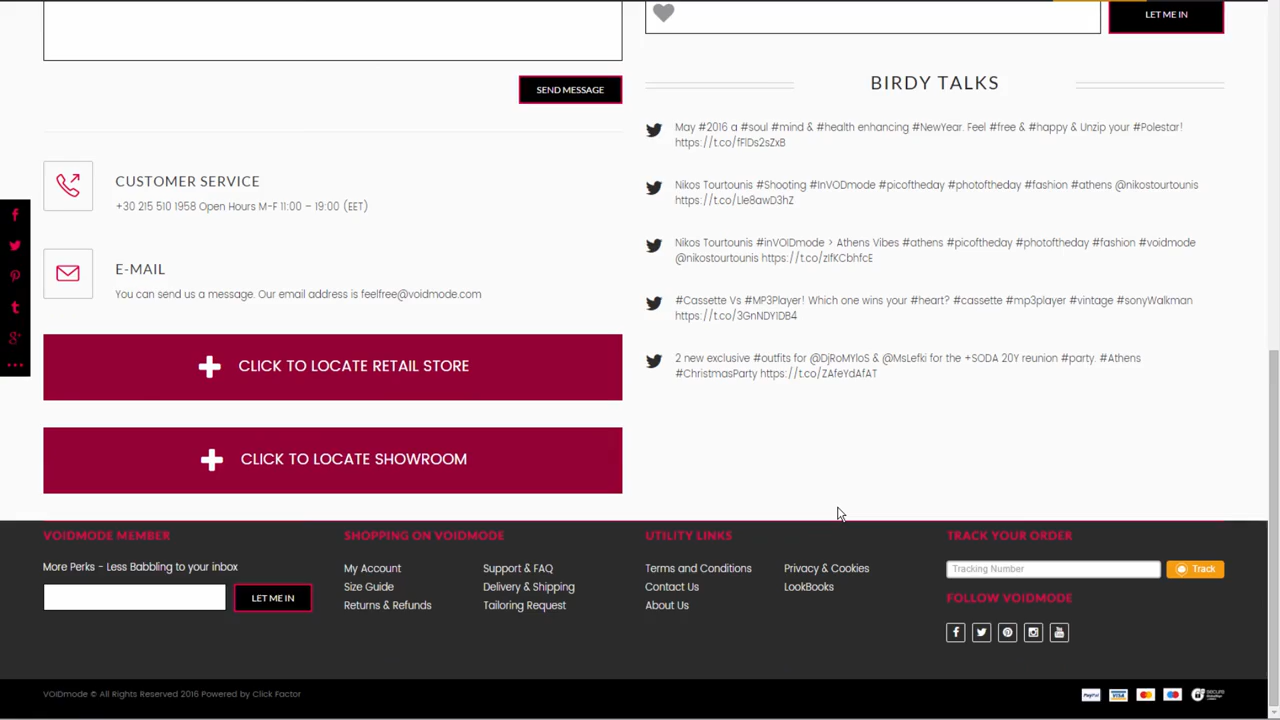 LET ME IN
SEND MESSAGE
CUSTOMER SERVICE
+30 215 510 1958 Open Hours M-F 11:00 – 19:00 (EET)
E-MAIL
You can send us a message. Our email address is feelfree@voidmode.com
CLICK TO LOCATE RETAIL STORE
CLICK TO LOCATE SHOWROOM
BIRDY TALKS
May #2016 a #soul #mind & #health enhancing #NewYear. Feel #free & #happy & Unzip your #Polestar!
https://t.co/fFlDs2sZxB
Nikos Tourtounis #Shooting #InVODmode #picoftheday #photoftheday #fashion #athens @nikostourtounis
https://t.co/Lle8awD3hZ
Nikos Tourtounis #inVOIDmode > Athens Vibes #athens #picoftheday #photoftheday #fashion #voidmode
@nikostourtounis https://t.co/zIfKCbhfcE
#Cassette Vs #MP3Player! Which one wins your #heart? #cassette #mp3player #vintage #sonyWalkman
https://t.co/3GnNDY1DB4
2 new exclusive #outfits for @DjRoMYloS & @MsLefki for the +SODA 20Y reunion #party. #Athens
#ChristmasParty https://t.co/ZAfeYdAfAT
VOIDMODE MEMBER
More Perks - Less Babbling to your inbox
LET ME IN
SHOPPING ON VOIDMODE
My Account Support & FAQ
Size Guide Delivery & Shipping
Returns & Refunds Tailoring Request
UTILITY LINKS
Terms and Conditions Privacy & Cookies
Contact Us LookBooks
About Us
TRACK YOUR ORDER
Tracking Number Track
FOLLOW VOIDMODE
VOIDmode © All Rights Reserved 2016 Powered by Click Factor
PayPal VISA